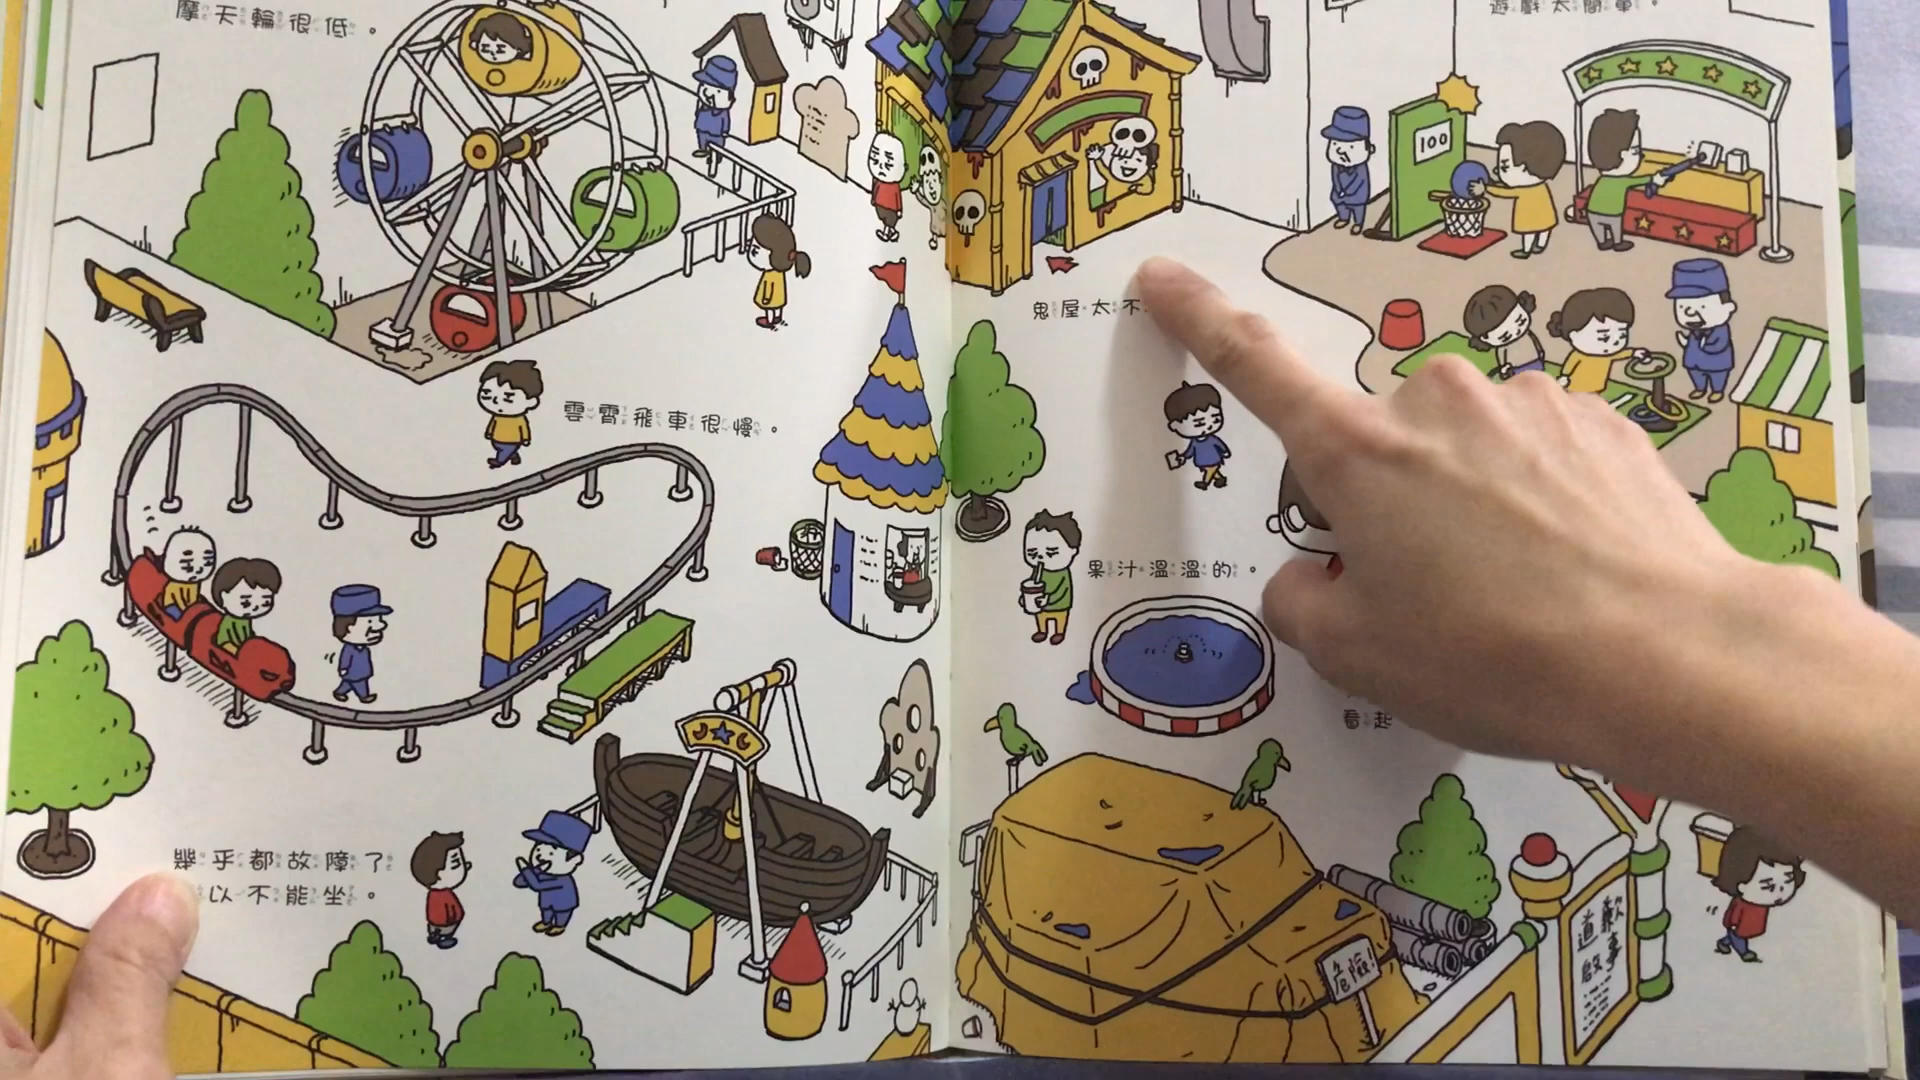 摩天輪很低。
遊戲太簡單。
100
鬼屋太不
雲霄飛車很慢。
果汁溫溫的。
看起
幾乎都故障了
以不能坐。
危險！
道歉
啟事